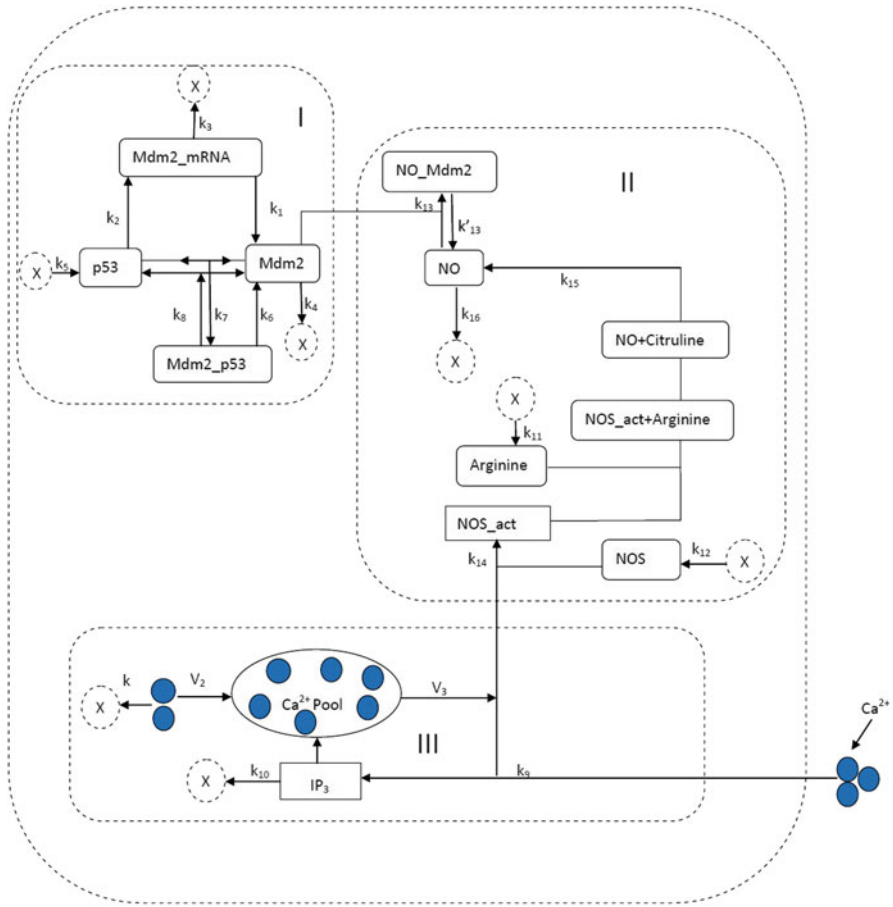 X
I
k₃
Mdm2_mRNA
NO_Mdm2
II
k₂
k₁
k₁₃
k'₁₃
X
k₅
p53
Mdm2
NO
k₁₅
k₈
k₇
k₆
k₄
k₁₆
X
Mdm2_p53
X
NO+Citruline
X
k₁₁
NOS_act+Arginine
Arginine
NOS_act
k₁₄
NOS
k₁₂
X
k
V₂
V₃
X
Ca²⁺ Pool
Ca²⁺
III
X
k₁₀
IP₃
k₉